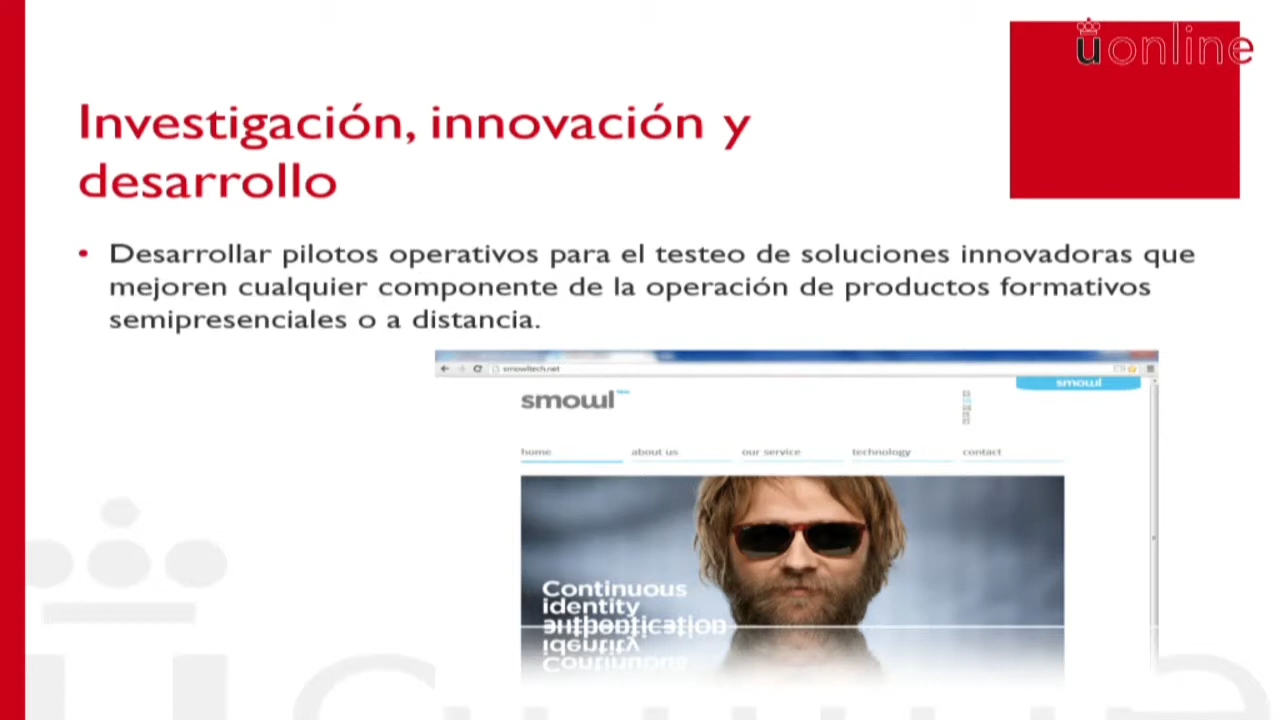 uonline
Investigación, innovación y
desarrollo
• Desarrollar pilotos operativos para el testeo de soluciones innovadoras que
mejoren cualquier componente de la operación de productos formativos
semipresenciales o a distancia.
smowltech.net
smowl
smowl
home about us our service technology contact
Continuous
identity
authentication